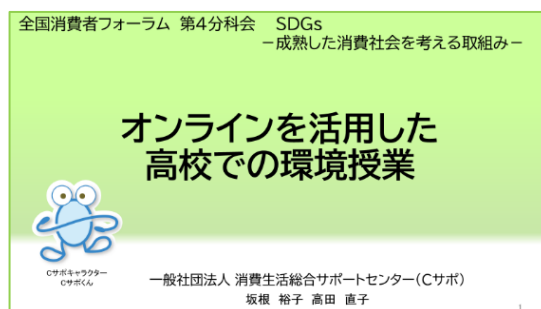 全国消費者フォーラム 第4分科会 SDGs
－成熟した消費社会を考える取組み－
オンラインを活用した
高校での環境授業
Cサポキャラクター
Cサポくん
一般社団法人 消費生活総合サポートセンター(Cサポ)
坂根 裕子 高田 直子
1